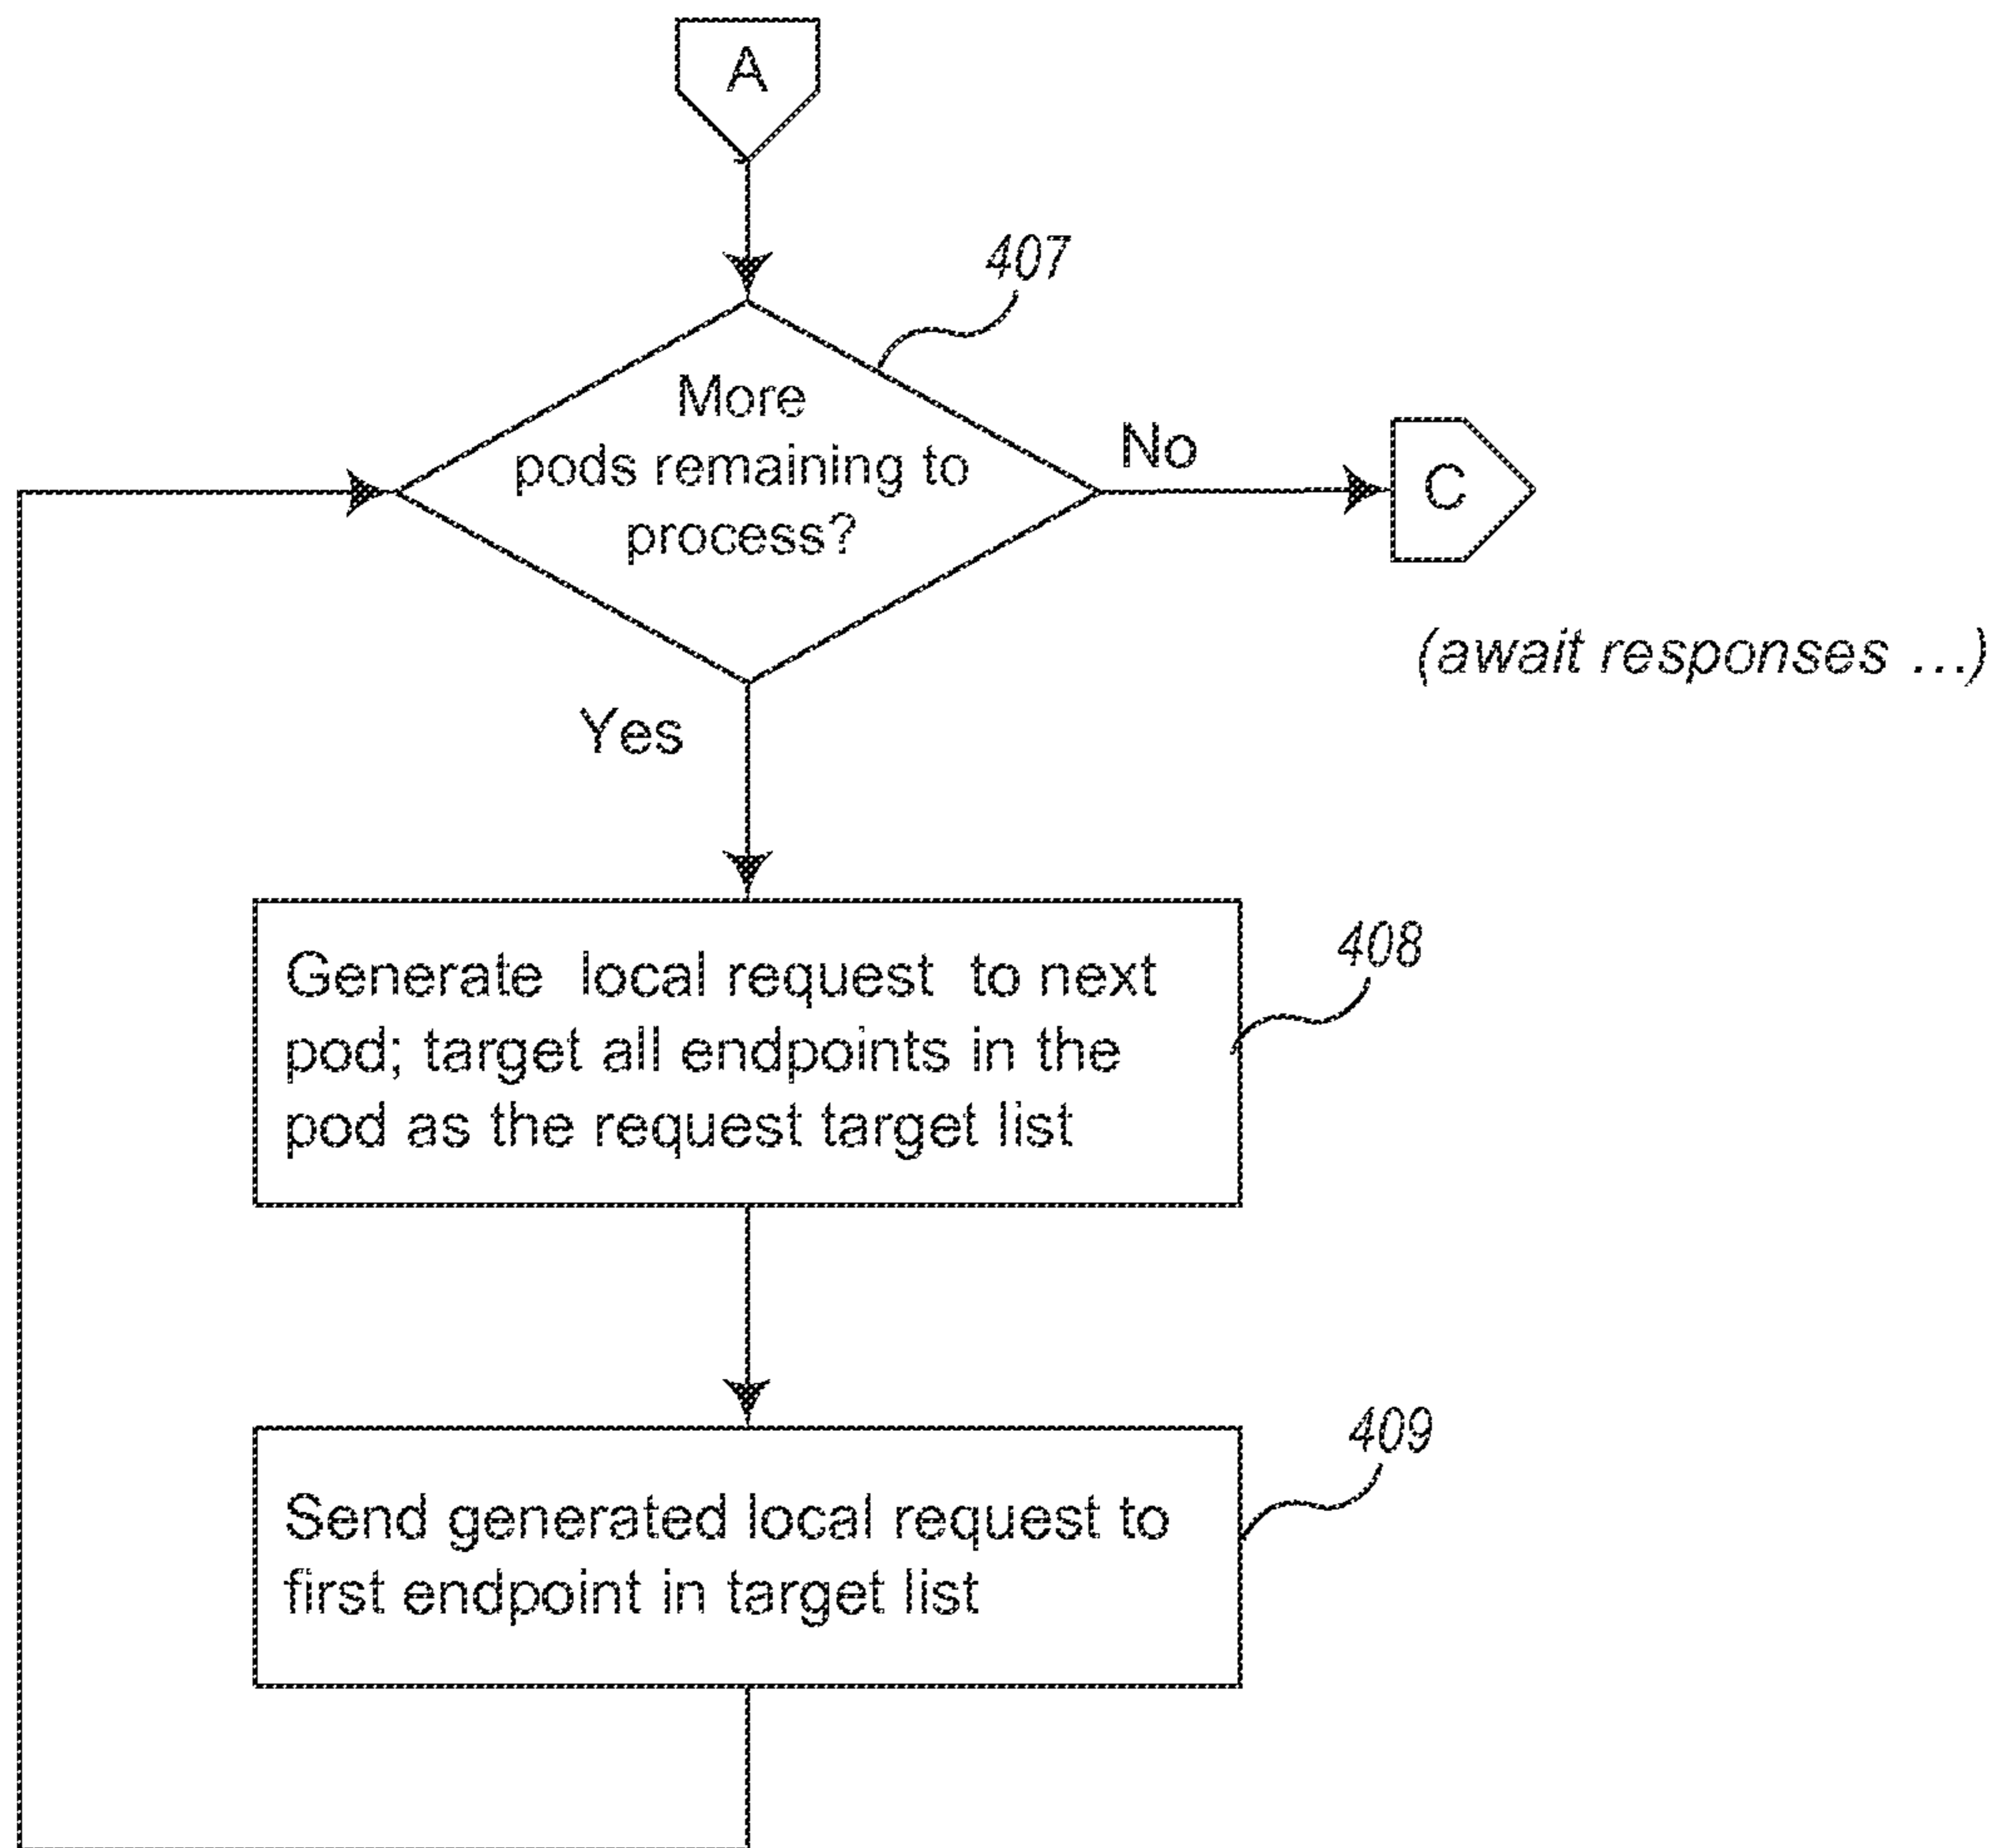 A
407
More
pods remaining to
process?
No
C
(await responses ...)
Yes
Generate local request to next
pod; target all endpoints in the
pod as the request target list
408
409
Send generated local request to
first endpoint in target list